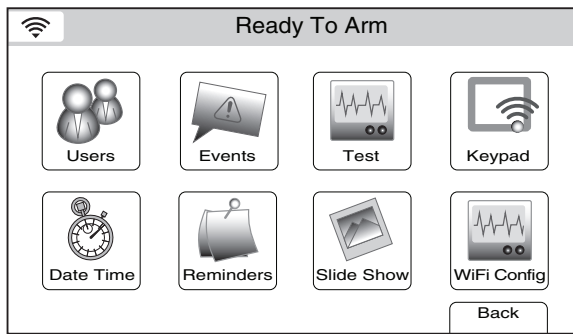 Ready To Arm
Users
Events
Test
Keypad
Date Time
Reminders
Slide Show
WiFi Config
Back